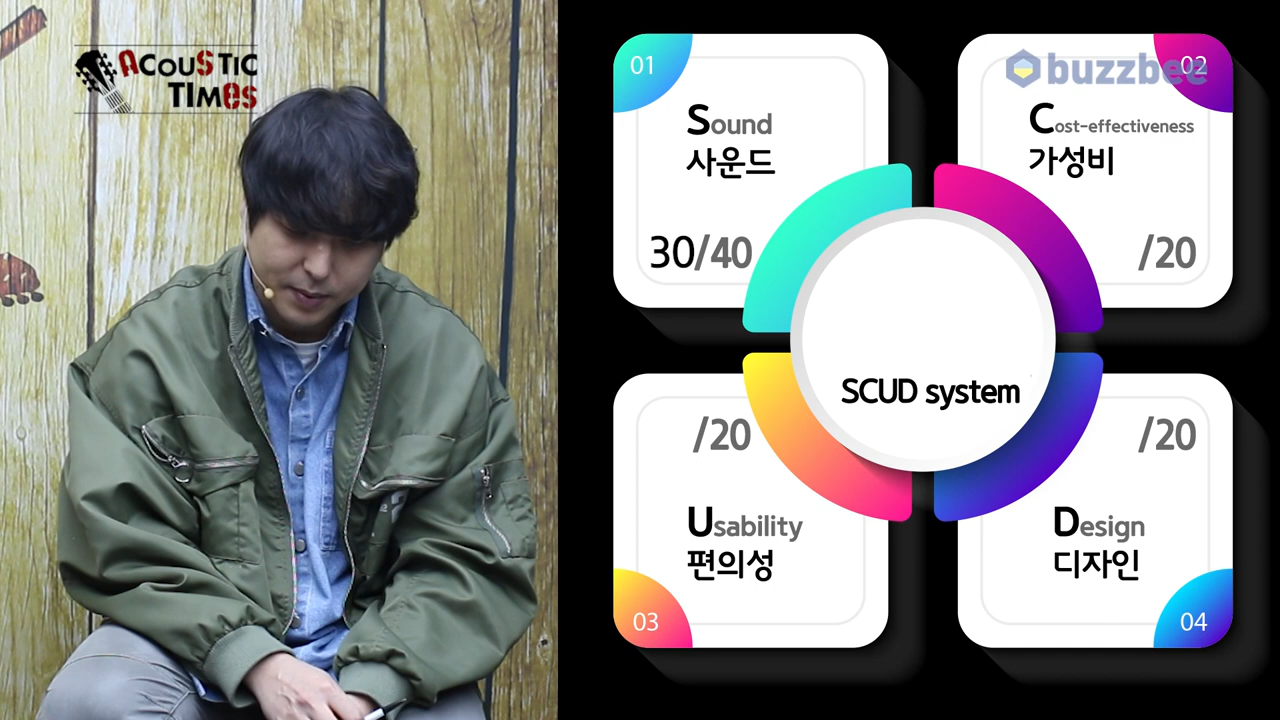 ACOUSTIC
TIMES
01
Sound
사운드
30/40
buzzbee
02
Cost-effectiveness
가성비
/20
SCUD system
/20
Usability
편의성
03
/20
Design
디자인
04